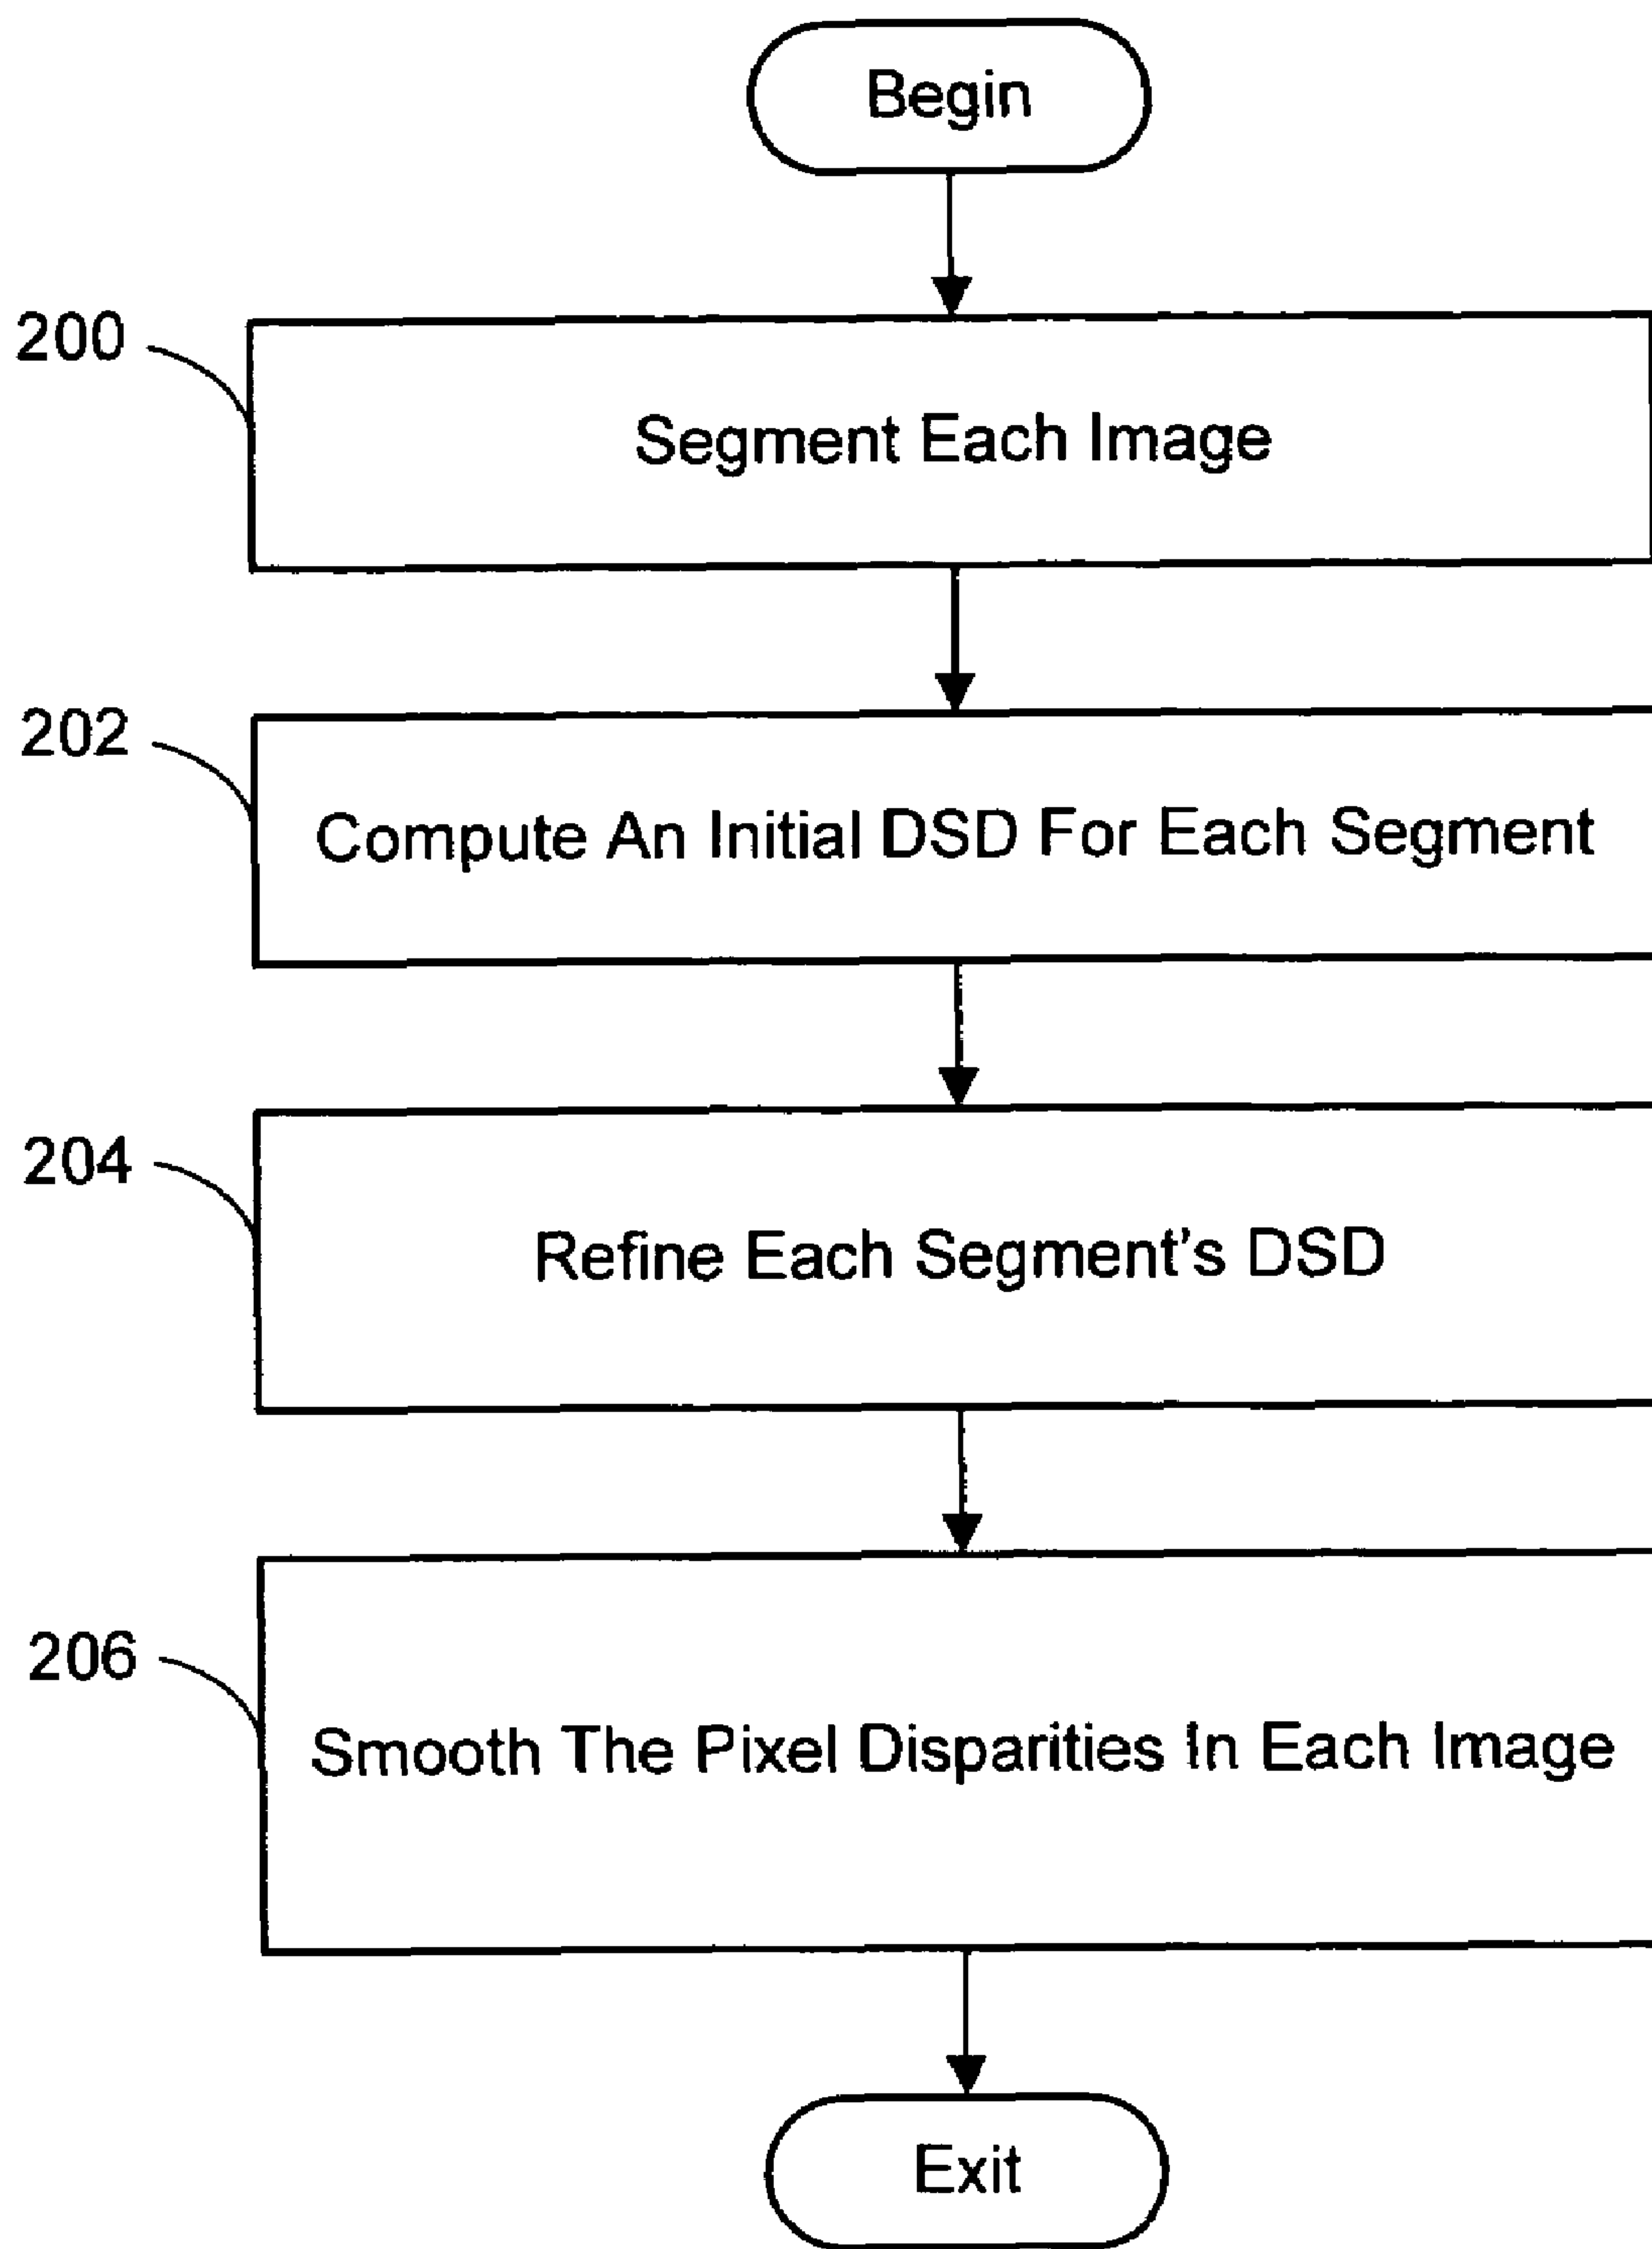 Begin
200
Segment Each Image
202
Compute An Initial DSD For Each Segment
204
Refine Each Segment's DSD
206
Smooth The Pixel Disparities In Each Image
Exit